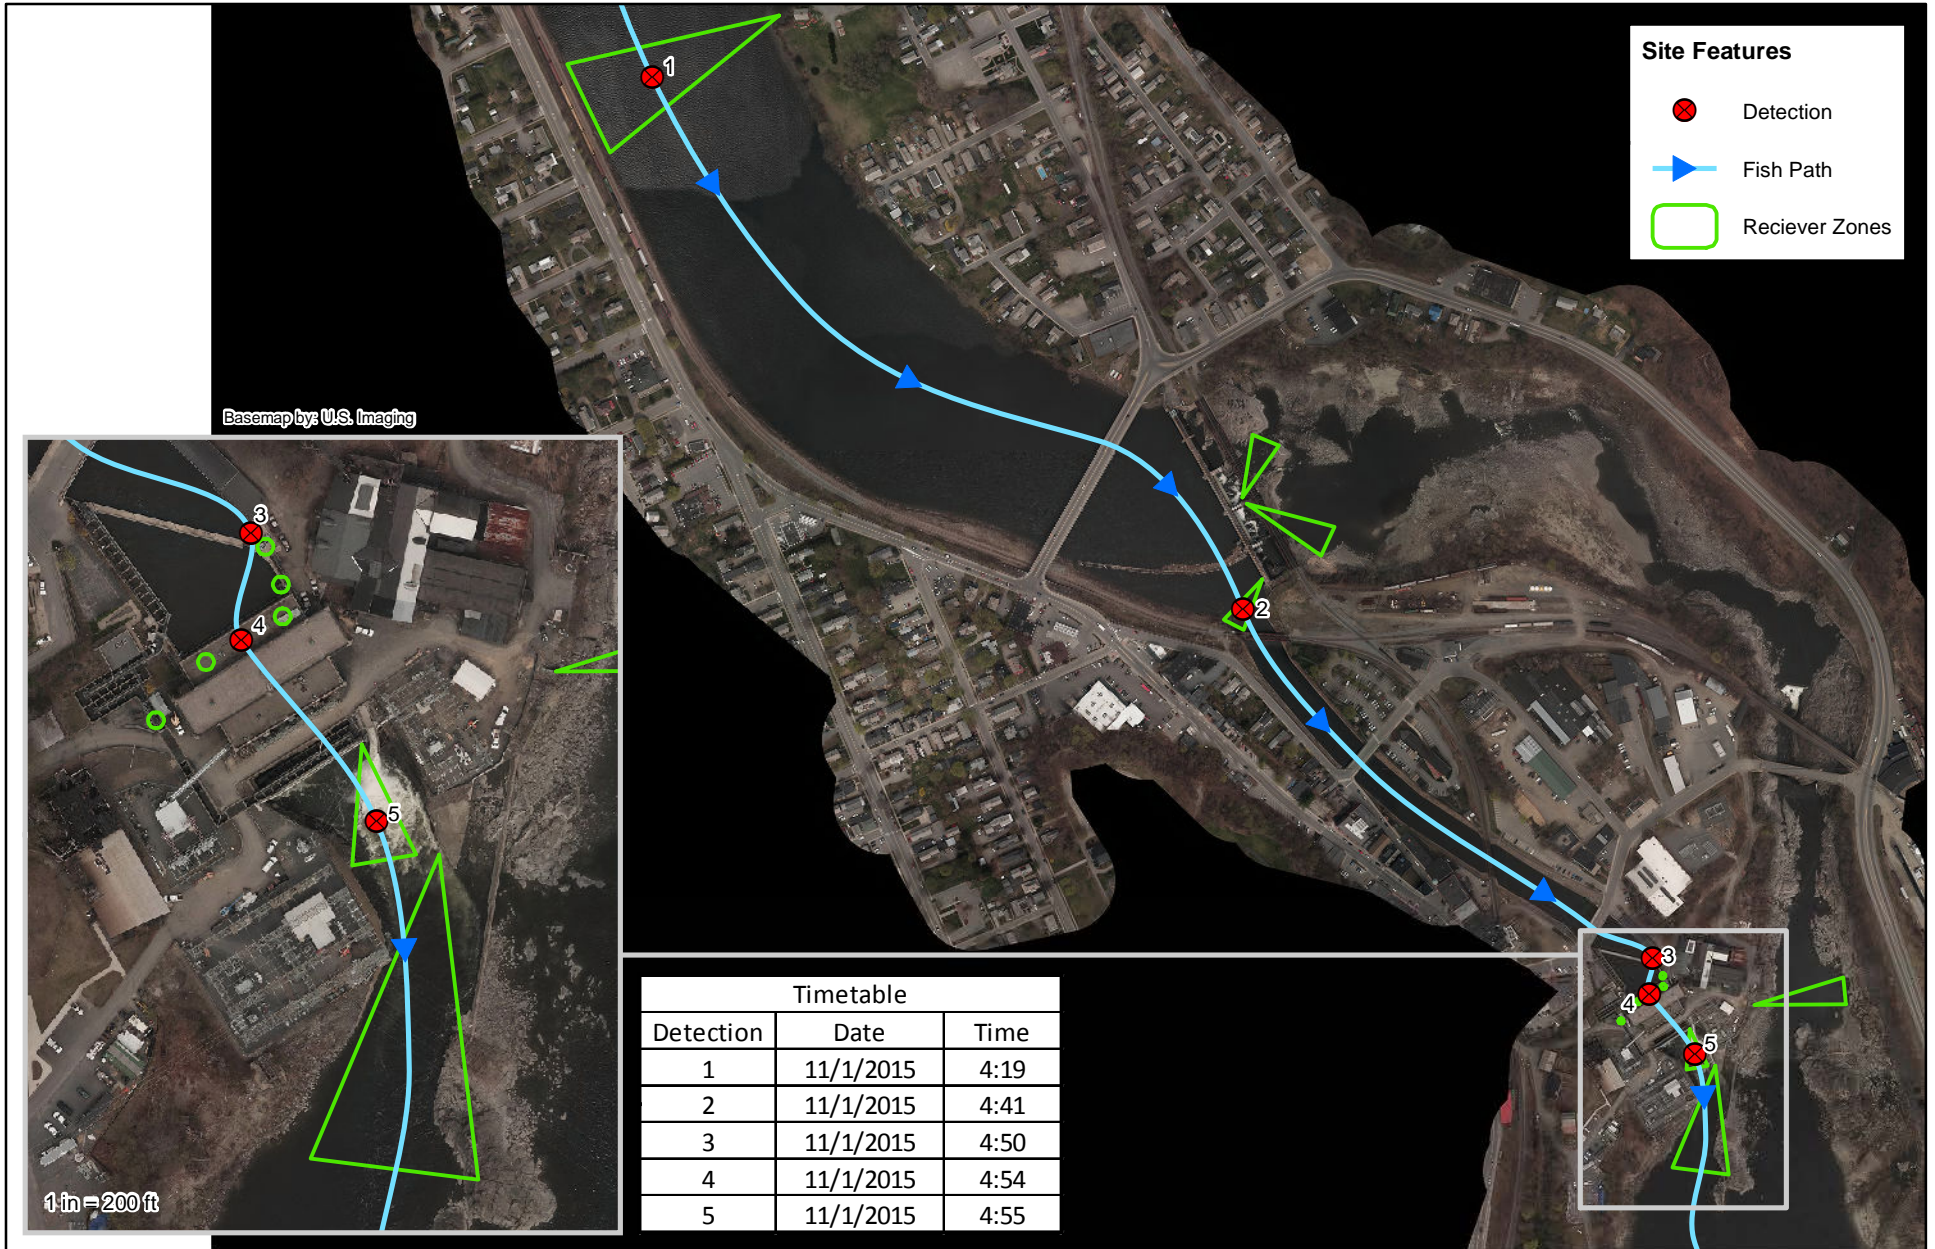 Site Features
Detection
Fish Path
Reciever Zones
1
2
3
4
5
Basemap by: U.S. Imaging
3
4
5
1 in = 200 ft
Timetable
Detection Date Time
1 11/1/2015 4:19
2 11/1/2015 4:41
3 11/1/2015 4:50
4 11/1/2015 4:54
5 11/1/2015 4:55